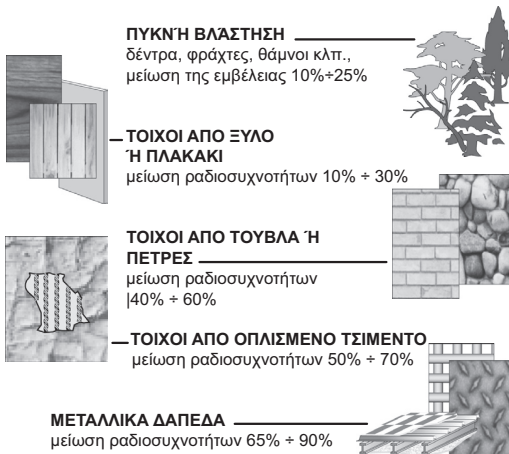 ΠΥΚΝΉ ΒΛΆΣΤΗΣΗ
δέντρα, φράχτες, θάμνοι κλπ.,
μείωση της εμβέλειας 10%÷25%
ΤΟΙΧΟΙ ΑΠΟ ΞΥΛΟ
Ή ΠΛΑΚΑΚΙ
μείωση ραδιοσυχνοτήτων 10% ÷ 30%
ΤΟΙΧΟΙ ΑΠΟ ΤΟΥΒΛΑ Ή
ΠΕΤΡΕΣ
μείωση ραδιοσυχνοτήτων
|40% ÷ 60%
ΤΟΙΧΟΙ ΑΠΟ ΟΠΛΙΣΜΕΝΟ ΤΣΙΜΕΝΤΟ
μείωση ραδιοσυχνοτήτων 50% ÷ 70%
ΜΕΤΑΛΛΙΚΑ ΔΑΠΕΔΑ
μείωση ραδιοσυχνοτήτων 65% ÷ 90%